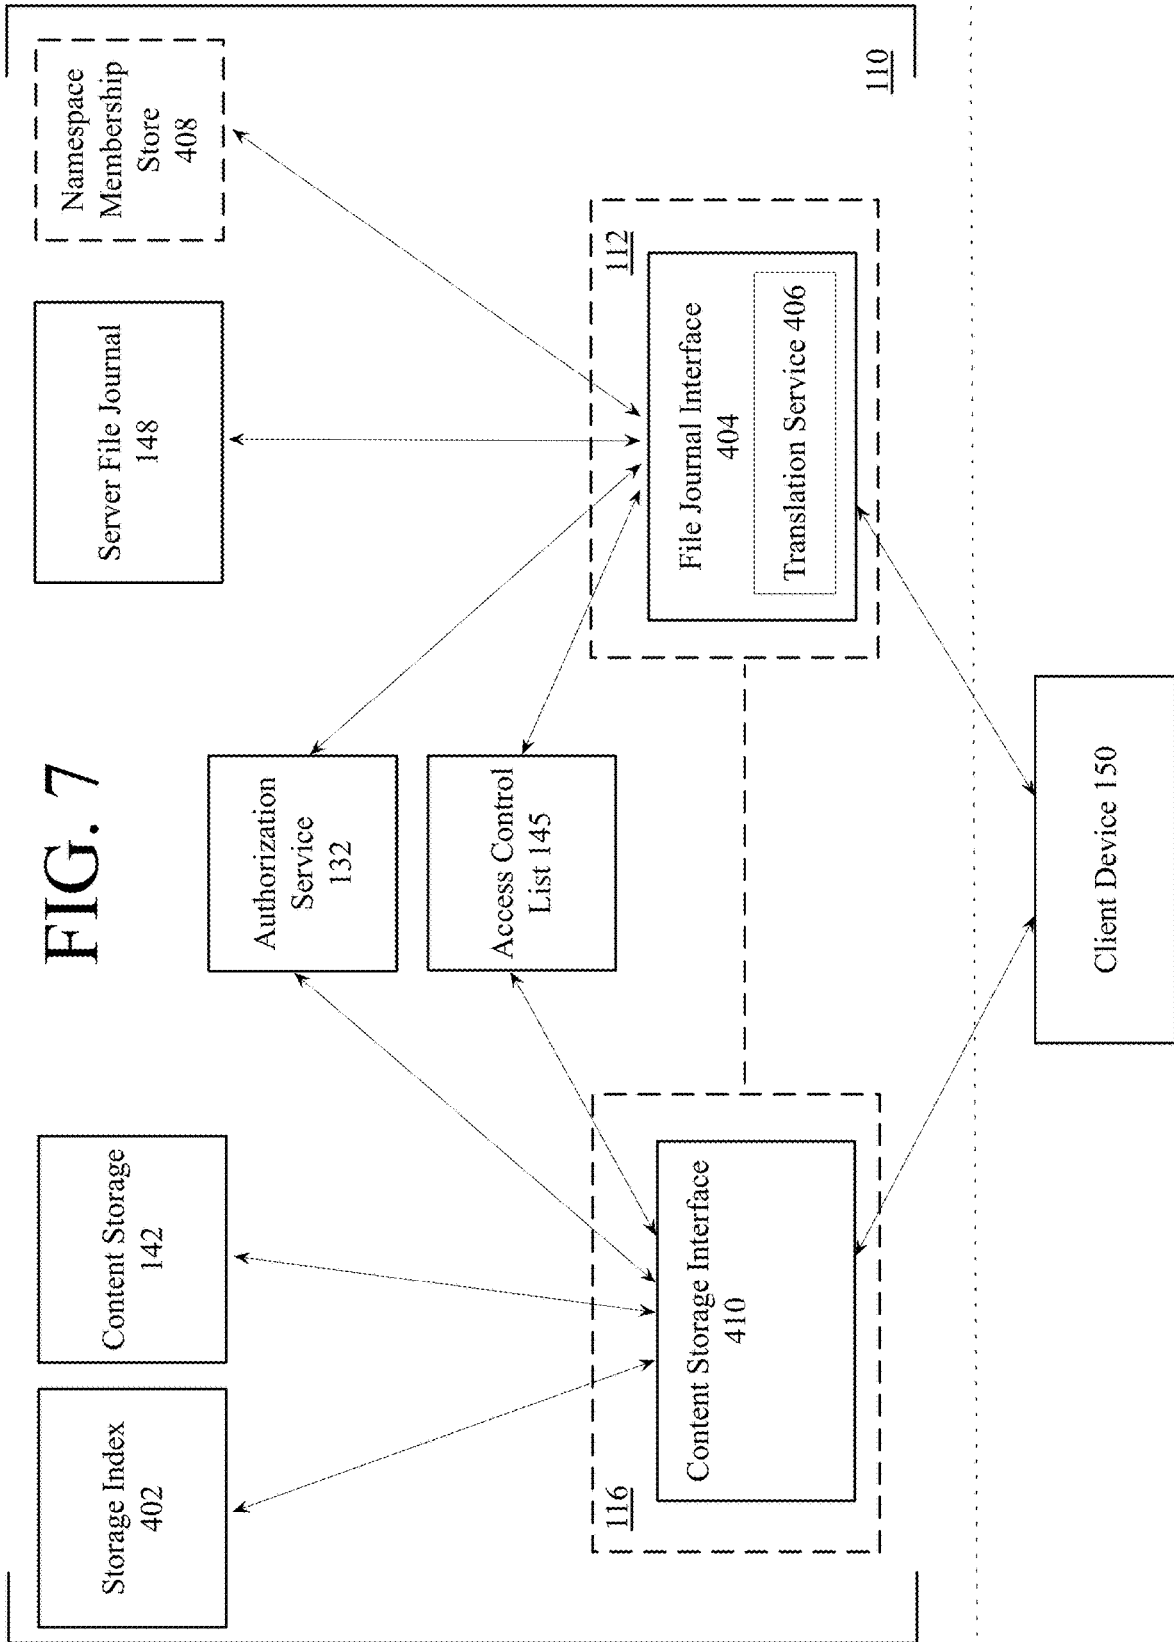 FIG. 7
Storage Index
402
Content Storage
142
Authorization
Service
132
Access Control
List 145
Server File Journal
148
Namespace
Membership
Store
408
116
Content Storage Interface
410
112
File Journal Interface
404
Translation Service 406
110
Client Device 150